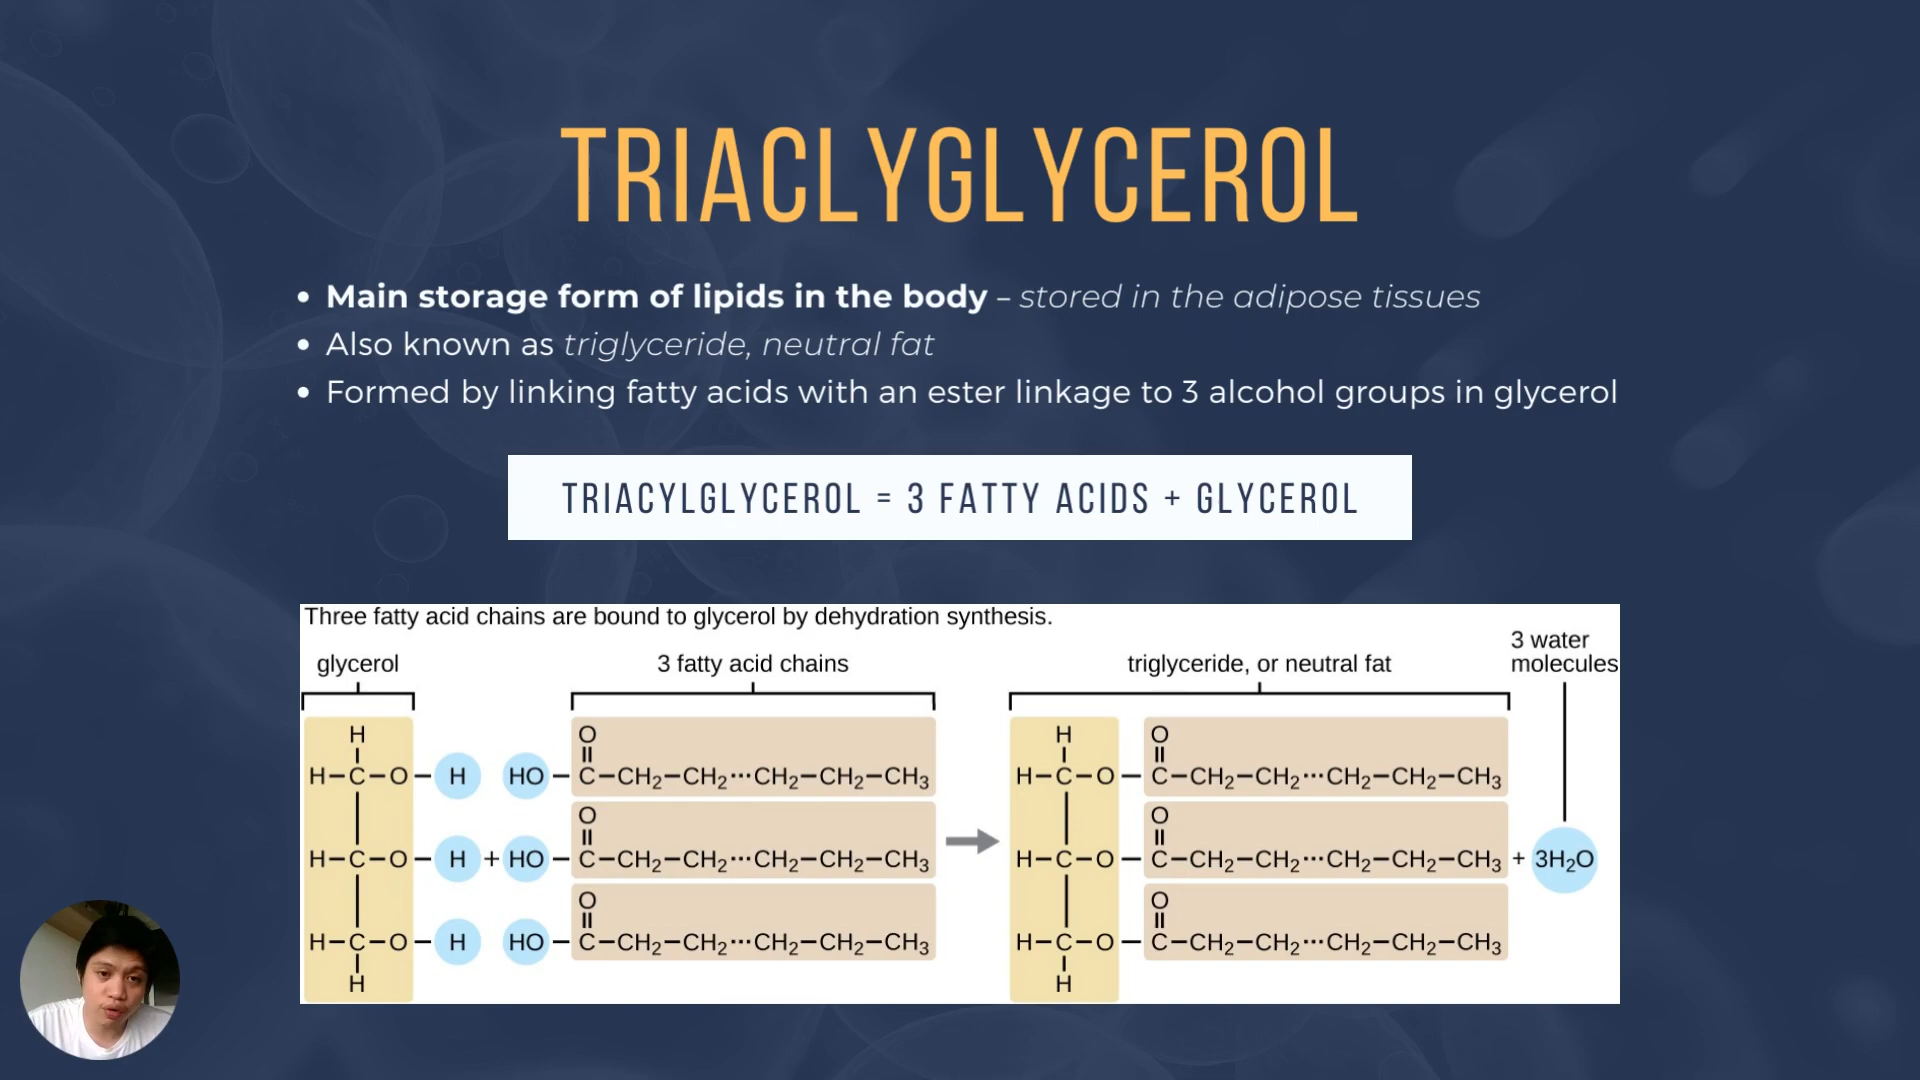 TRIACLYGLYCEROL
• Main storage form of lipids in the body – stored in the adipose tissues
• Also known as triglyceride, neutral fat
• Formed by linking fatty acids with an ester linkage to 3 alcohol groups in glycerol
TRIACYLGLYCEROL = 3 FATTY ACIDS + GLYCEROL
Three fatty acid chains are bound to glycerol by dehydration synthesis.
glycerol 3 fatty acid chains triglyceride, or neutral fat 3 water
molecules
H O H O
H–C–O–H HO–C–CH₂–CH₂···CH₂–CH₂–CH₃ H–C–O–C–CH₂–CH₂···CH₂–CH₂–CH₃
O O
H–C–O–H + HO–C–CH₂–CH₂···CH₂–CH₂–CH₃ H–C–O–C–CH₂–CH₂···CH₂–CH₂–CH₃ + 3H₂O
O O
H–C–O–H HO–C–CH₂–CH₂···CH₂–CH₂–CH₃ H–C–O–C–CH₂–CH₂···CH₂–CH₂–CH₃
H H